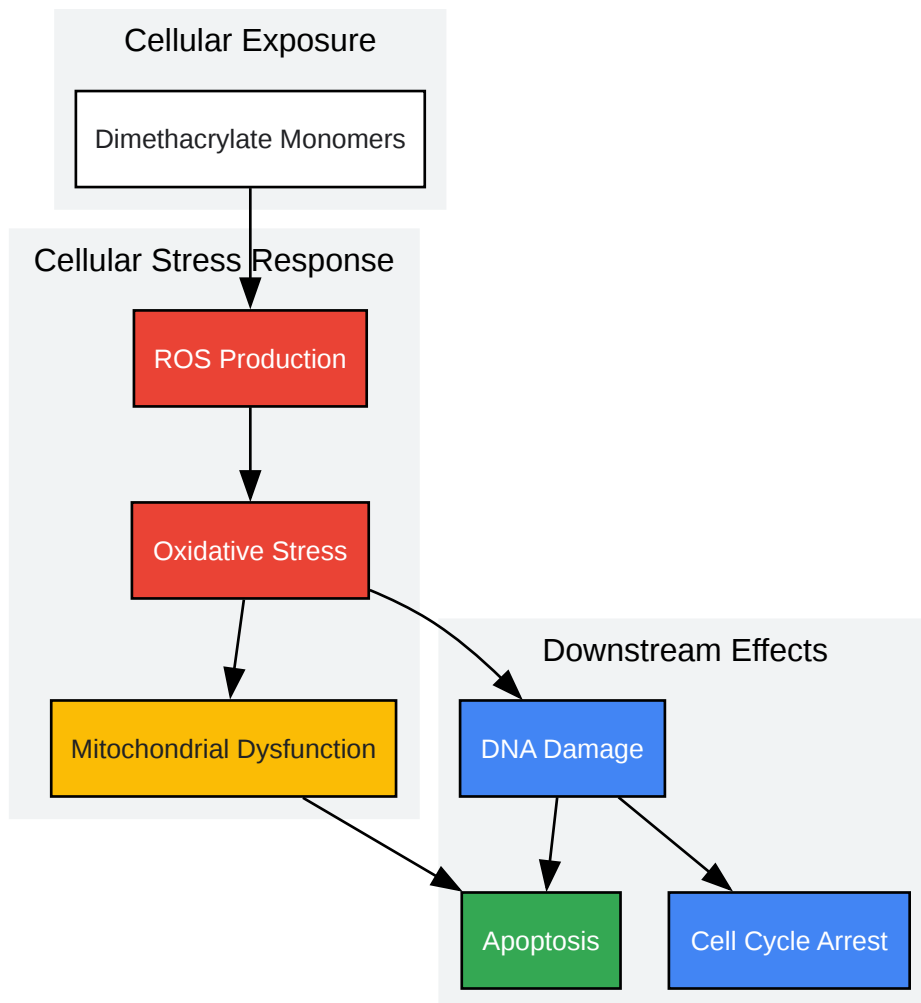 Cellular Exposure
Dimethacrylate Monomers
Cellular Stress Response
ROS Production
Oxidative Stress
Downstream Effects
Mitochondrial Dysfunction
DNA Damage
Apoptosis
Cell Cycle Arrest